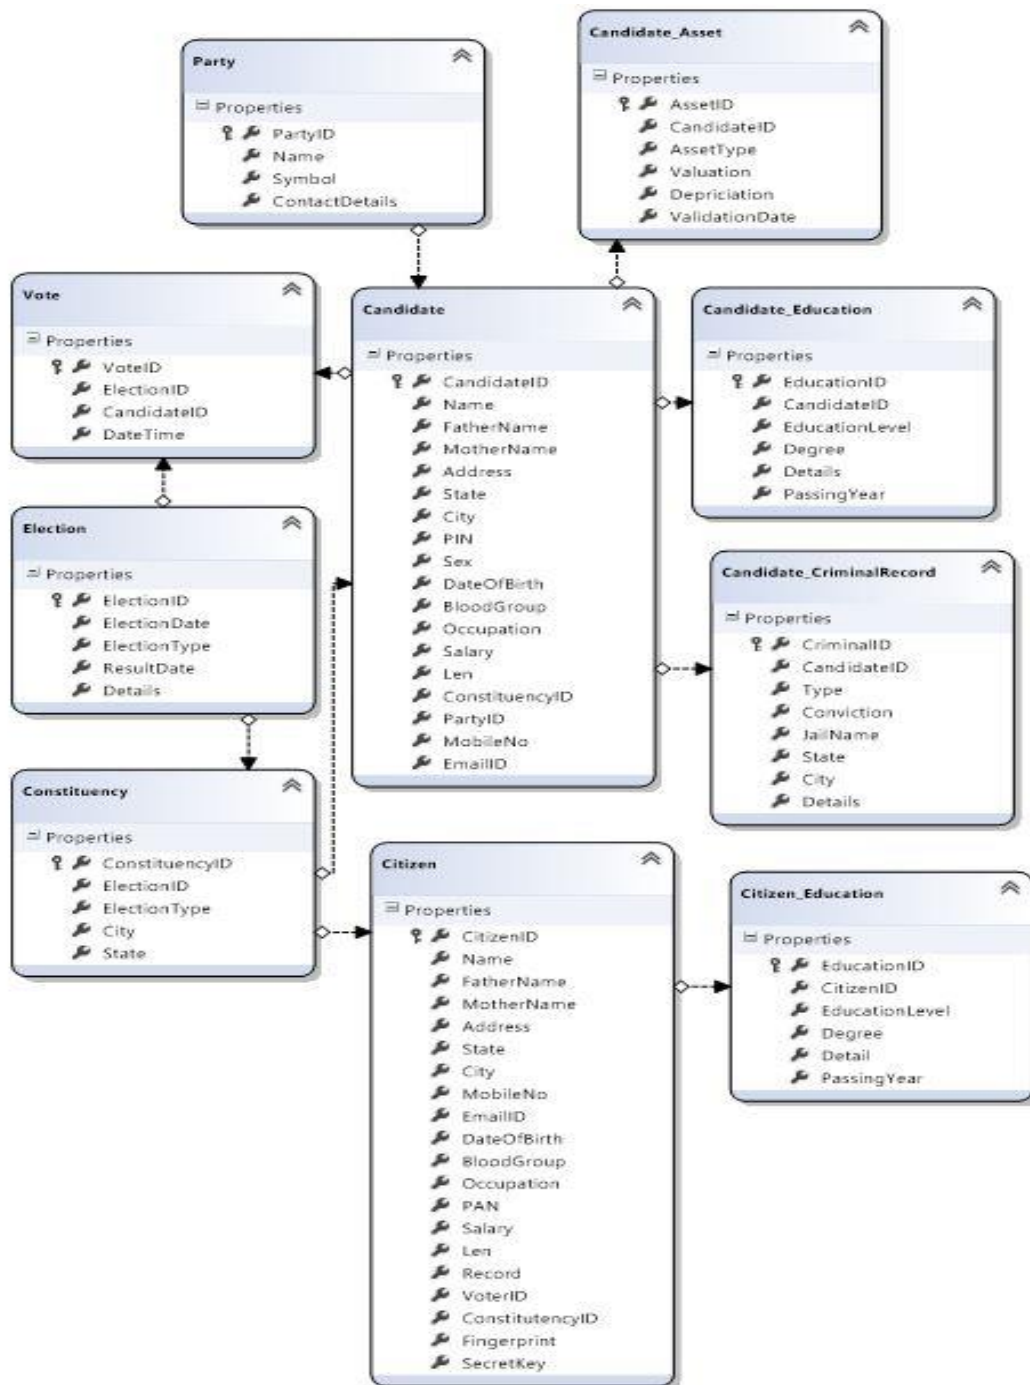 Party
Properties
PartyID
Name
Symbol
ContactDetails
Candidate_Asset
Properties
AssetID
CandidateID
AssetType
Valuation
Depriciation
ValidationDate
Vote
Properties
VoteID
ElectionID
CandidateID
DateTime
Candidate
Properties
CandidateID
Name
FatherName
MotherName
Address
State
City
PIN
Sex
DateOfBirth
BloodGroup
Occupation
Salary
Len
ConstituencyID
PartyID
MobileNo
EmailID
Candidate_Education
Properties
EducationID
CandidateID
EducationLevel
Degree
Details
PassingYear
Election
Properties
ElectionID
ElectionDate
ElectionType
ResultDate
Details
Candidate_CriminalRecord
Properties
CriminalID
CandidateID
Type
Conviction
JailName
State
City
Details
Constituency
Properties
ConstituencyID
ElectionID
ElectionType
City
State
Citizen
Properties
CitizenID
Name
FatherName
MotherName
Address
State
City
MobileNo
EmailID
DateOfBirth
BloodGroup
Occupation
PAN
Salary
Len
Record
VoterID
ConstitutencyID
Fingerprint
SecretKey
Citizen_Education
Properties
EducationID
CitizenID
EducationLevel
Degree
Detail
PassingYear